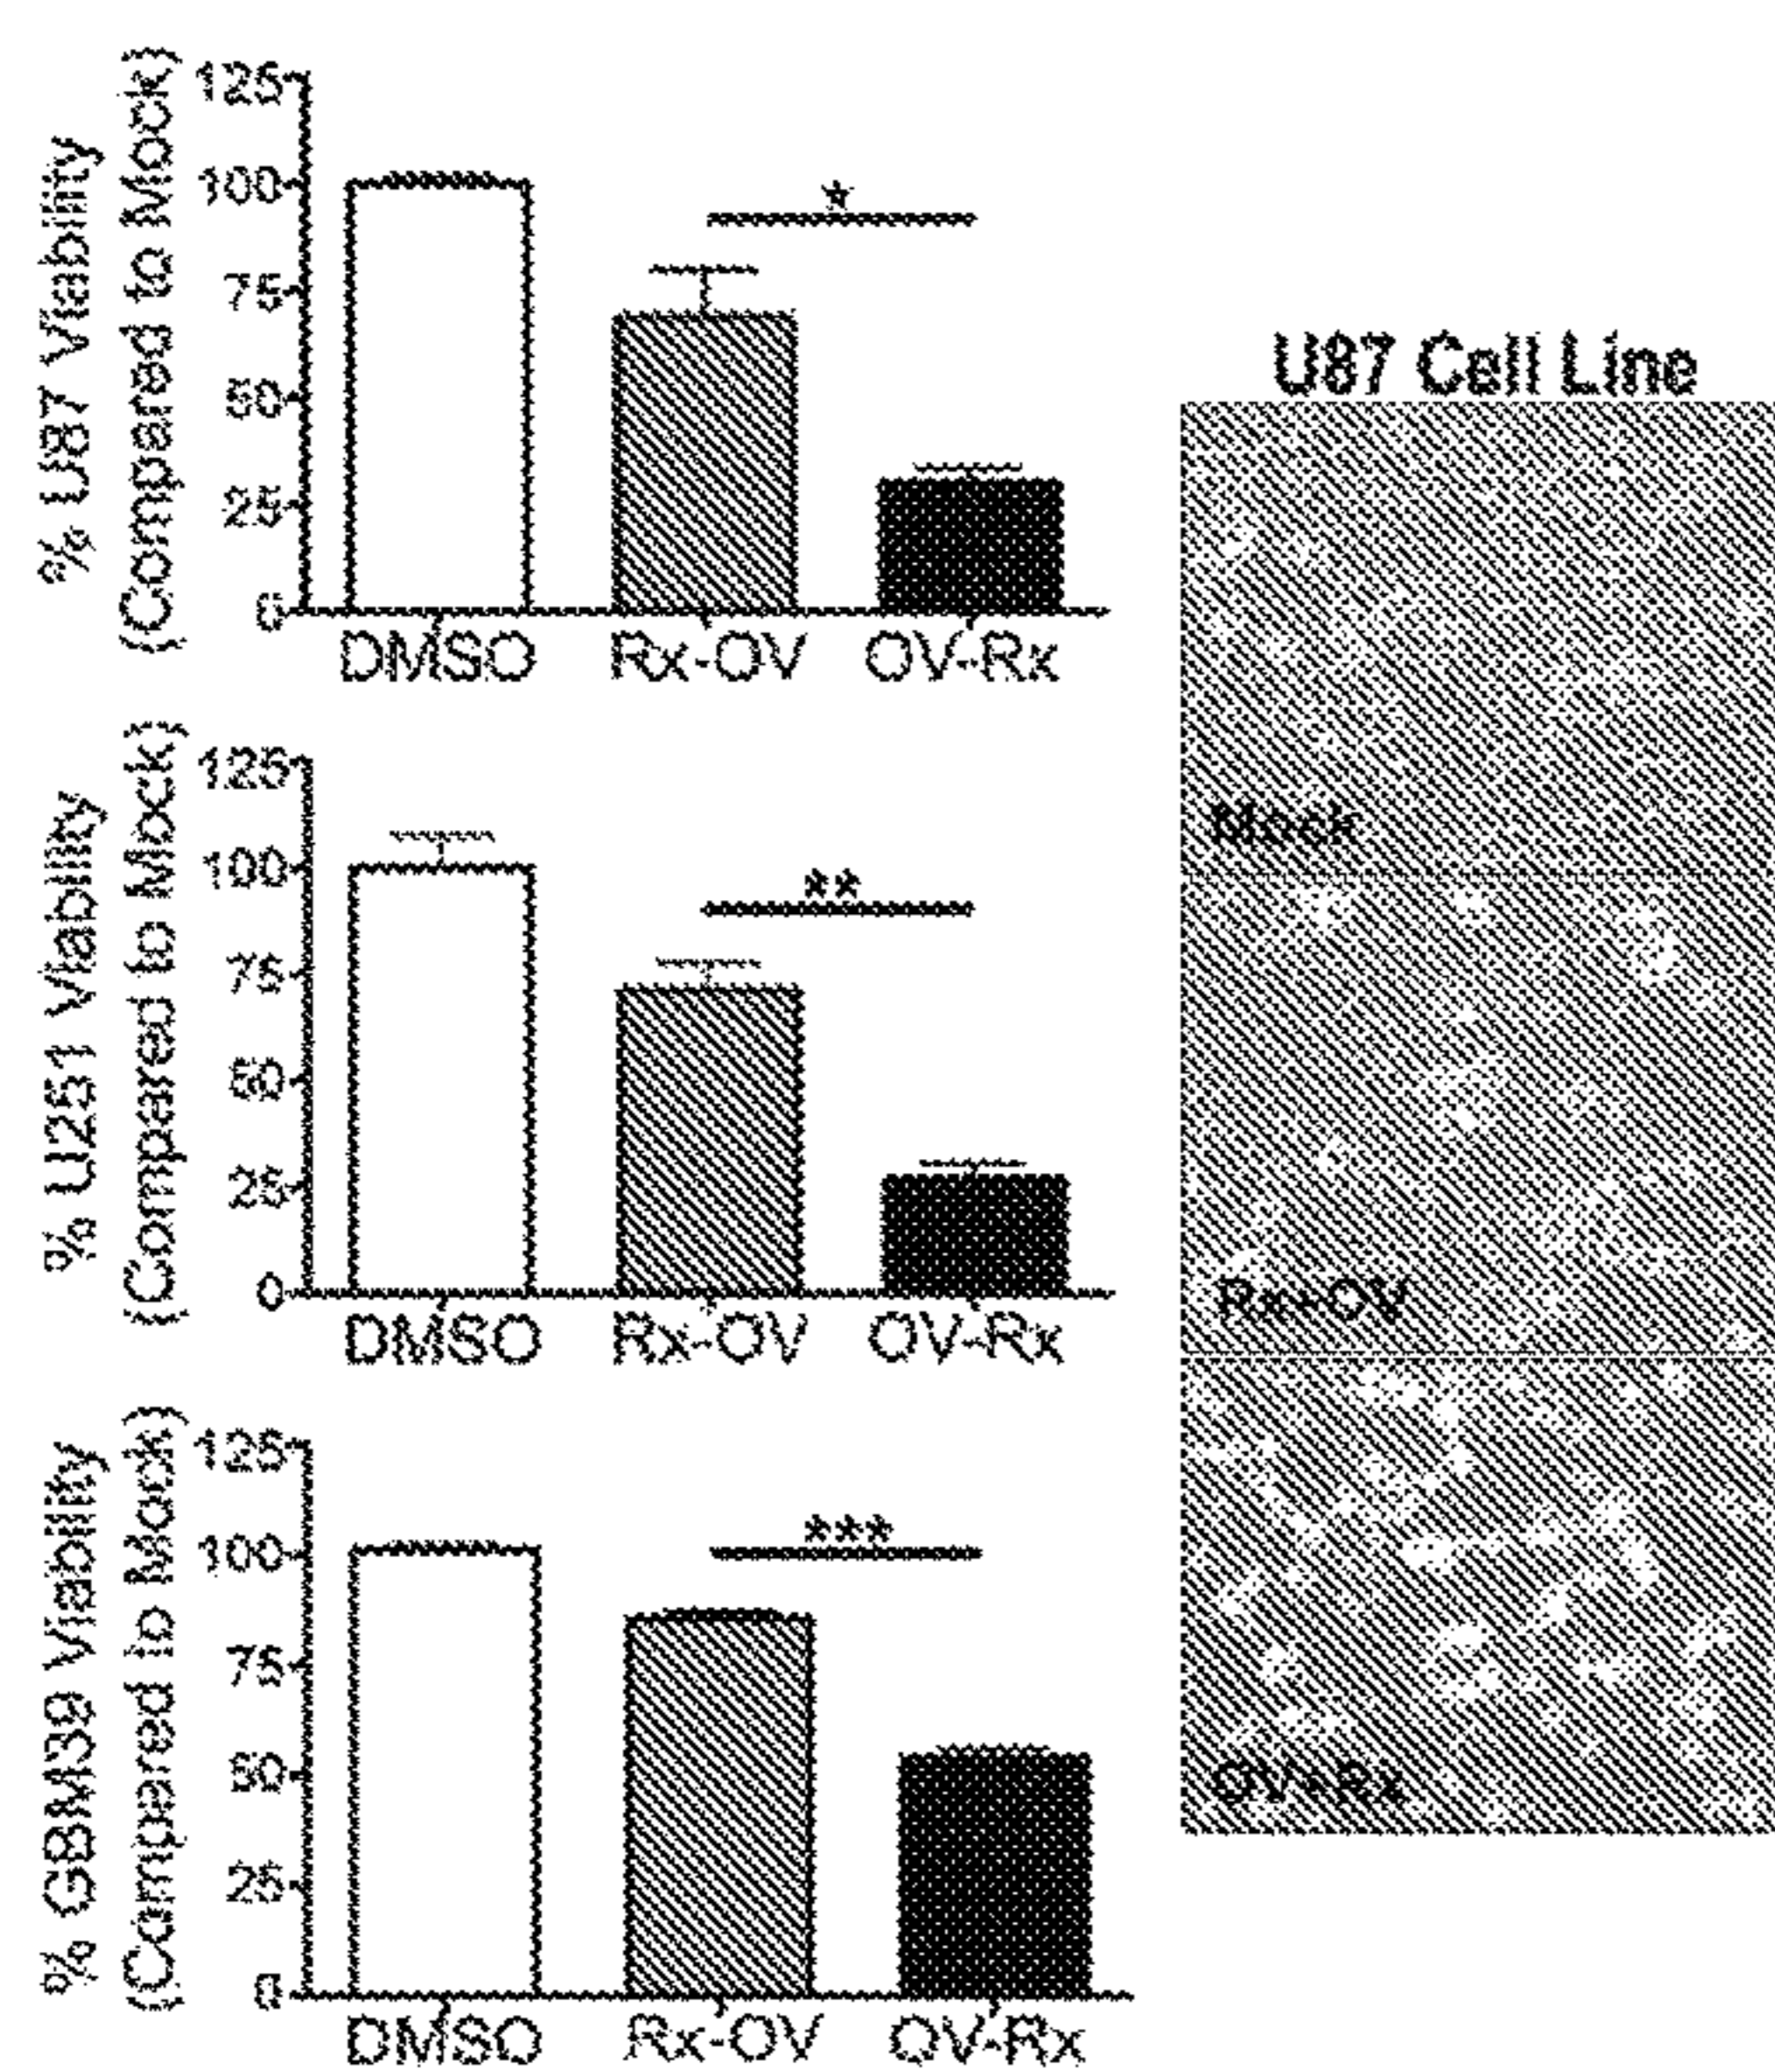 % U87 Viability
(Compared to Mock)
125
100
75
50
25
0
*
DMSO Rx-OV OV-Rx
% U251 Viability
(Compared to Mock)
125
100
75
50
25
0
**
DMSO Rx-OV OV-Rx
% GBM39 Viability
(Compared to Mock)
125
100
75
50
25
0
***
DMSO Rx-OV OV-Rx
U87 Cell Line
Mock
Rx+OV
OV+Rx